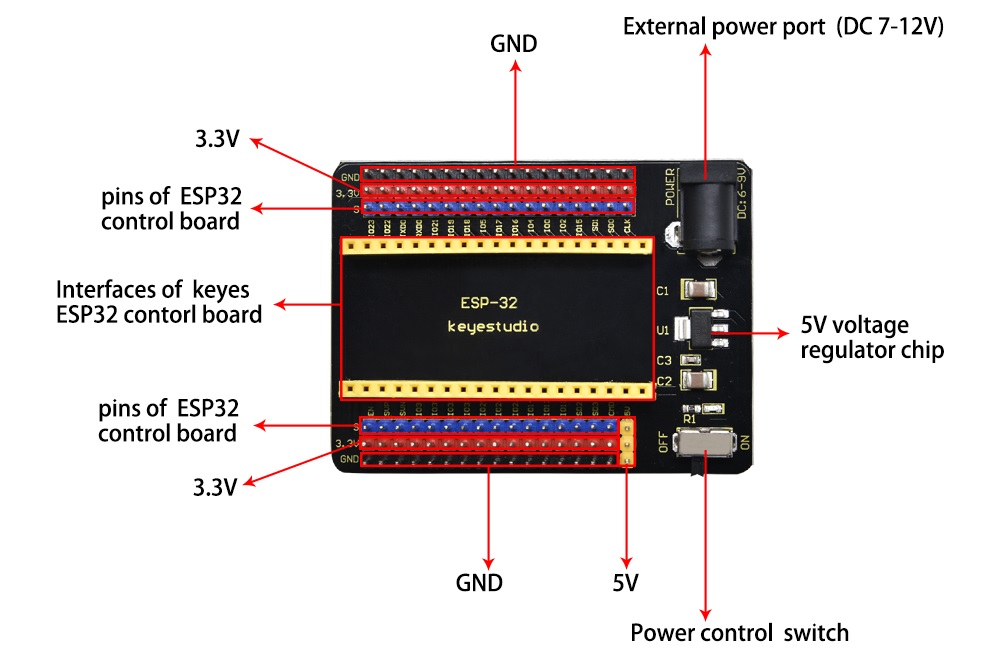 External power port (DC 7-12V)
GND
3.3V
pins of ESP32
control board
GND
3.3V
S
IO23
IO22
TXD0
RXD0
IO21
IO19
IO18
IO5
IO17
IO16
IO4
IO0
IO2
IO15
SD1
SD0
CLK
POWER
DC:6-9V
Interfaces of keyes
ESP32 contorl board
ESP-32
keyestudio
C1
U1
C3
C2
R1
5V voltage
regulator chip
pins of ESP32
control board
EN
S
3.3V
GND
5V
OFF
ON
3.3V
GND
5V
Power control switch